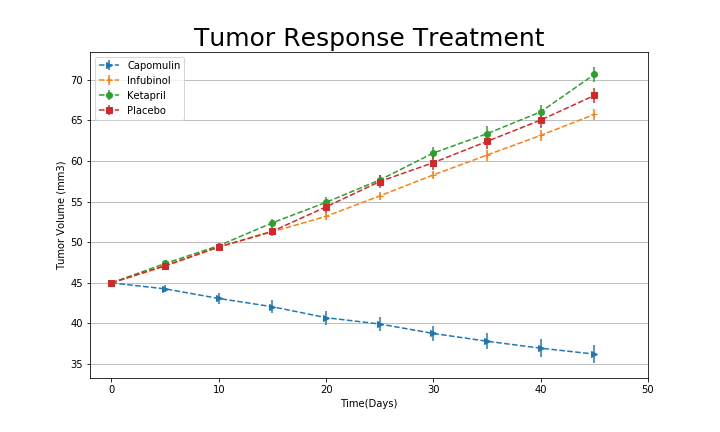 Tumor Response Treatment
Capomulin
Infubinol
Ketapril
Placebo
Tumor Volume (mm3)
70
65
60
55
50
45
40
35
0 10 20 30 40 50
Time(Days)